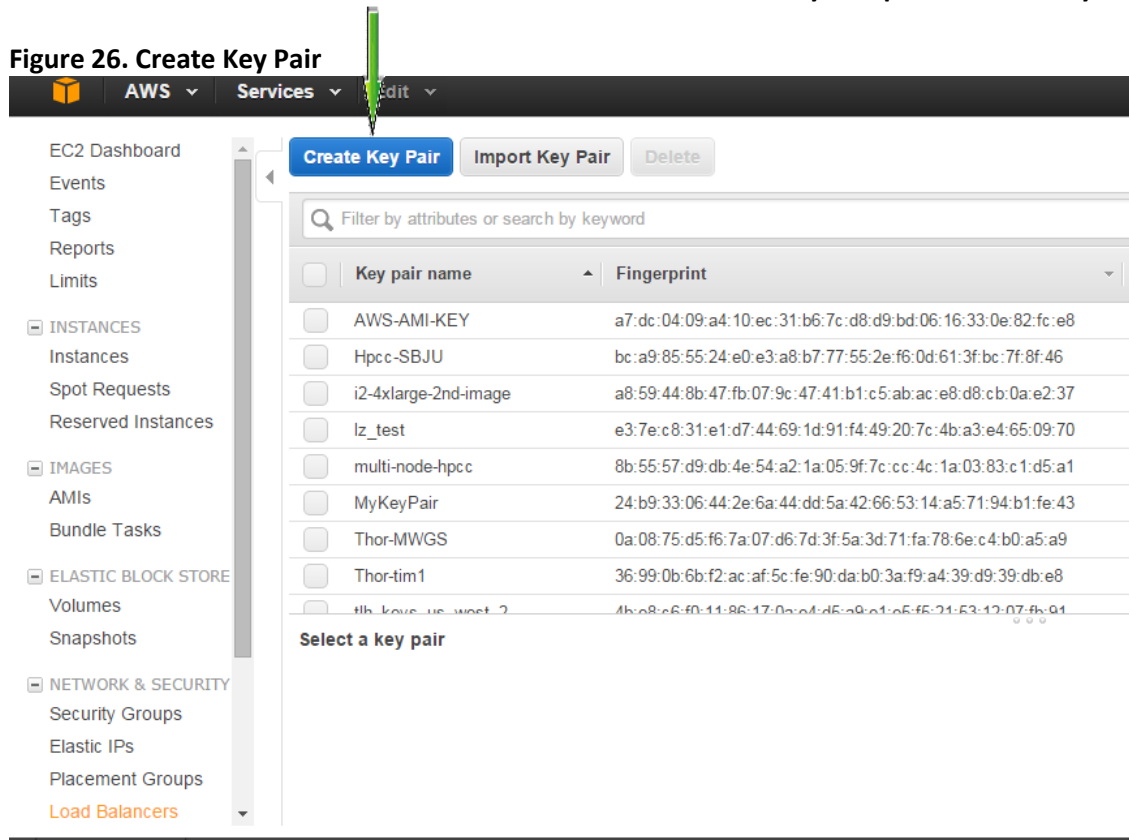 Figure 26. Create Key Pair
AWS Services Edit
EC2 Dashboard
Events
Tags
Reports
Limits
INSTANCES
Instances
Spot Requests
Reserved Instances
IMAGES
AMIs
Bundle Tasks
ELASTIC BLOCK STORE
Volumes
Snapshots
NETWORK & SECURITY
Security Groups
Elastic IPs
Placement Groups
Load Balancers
Create Key Pair Import Key Pair Delete
Filter by attributes or search by keyword
Key pair name Fingerprint
AWS-AMI-KEY a7:dc:04:09:a4:10:ec:31:b6:7c:d8:d9:bd:06:16:33:0e:82:fc:e8
Hpcc-SBJU bc:a9:85:55:24:e0:e3:a8:b7:77:55:2e:f6:0d:61:3f:bc:7f:8f:46
i2-4xlarge-2nd-image a8:59:44:8b:47:fb:07:9c:47:41:b1:c5:ab:ac:e8:d8:cb:0a:e2:37
lz_test e3:7e:c8:31:e1:d7:44:69:1d:91:f4:49:20:7c:4b:a3:e4:65:09:70
multi-node-hpcc 8b:55:57:d9:db:4e:54:a2:1a:05:9f:7c:cc:4c:1a:03:83:c1:d5:a1
MyKeyPair 24:b9:33:06:44:2e:6a:44:dd:5a:42:66:53:14:a5:71:94:b1:fe:43
Thor-MWGS 0a:08:75:d5:f6:7a:07:d6:7d:3f:5a:3d:71:fa:78:6e:c4:b0:a5:a9
Thor-tim1 36:99:0b:6b:f2:ac:af:5c:fe:90:da:b0:3a:f9:a4:39:d9:39:db:e8
tlh_keys_us_west_2
Select a key pair